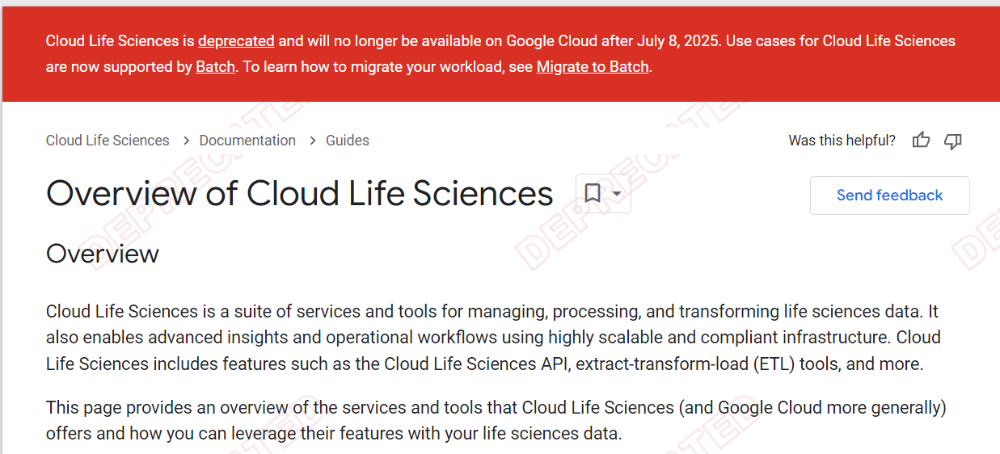 Cloud Life Sciences is deprecated and will no longer be available on Google Cloud after July 8, 2025. Use cases for Cloud Life Sciences
are now supported by Batch. To learn how to migrate your workload, see Migrate to Batch.
Cloud Life Sciences > Documentation > Guides
Was this helpful?
Overview of Cloud Life Sciences
Send feedback
Overview
Cloud Life Sciences is a suite of services and tools for managing, processing, and transforming life sciences data. It
also enables advanced insights and operational workflows using highly scalable and compliant infrastructure. Cloud
Life Sciences includes features such as the Cloud Life Sciences API, extract-transform-load (ETL) tools, and more.
This page provides an overview of the services and tools that Cloud Life Sciences (and Google Cloud more generally)
offers and how you can leverage their features with your life sciences data.
DEPRECATED
DEPRECATED